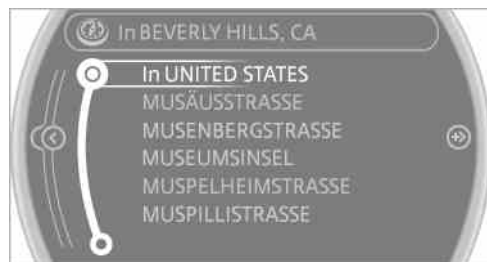 In BEVERLY HILLS, CA
In UNITED STATES
MUSÄUSSTRASSE
MUSENBERGSTRASSE
MUSEUMSINSEL
MUSPELHEIMSTRASSE
MUSPILLISTRASSE